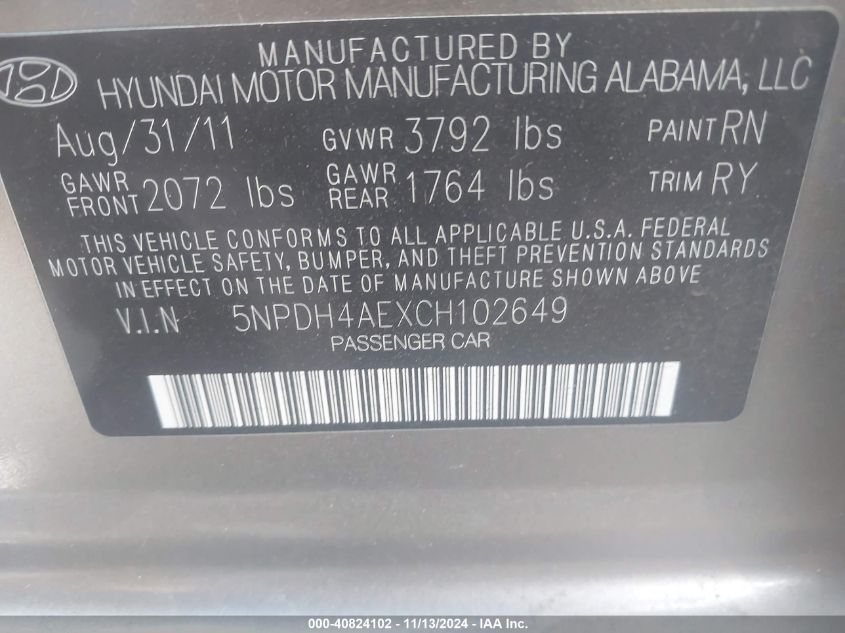 MANUFACTURED BY
HYUNDAI MOTOR MANUFACTURING ALABAMA, LLC
Aug/31/11 GVWR 3792 lbs PAINT RN
GAWR FRONT 2072 lbs GAWR REAR 1764 lbs TRIM RY
THIS VEHICLE CONFORMS TO ALL APPLICABLE U.S.A. FEDERAL
MOTOR VEHICLE SAFETY, BUMPER, AND THEFT PREVENTION STANDARDS
IN EFFECT ON THE DATE OF MANUFACTURE SHOWN ABOVE
V.I.N 5NPDH4AEXCH102649
PASSENGER CAR
000-40824102 - 11/13/2024 - IAA Inc.